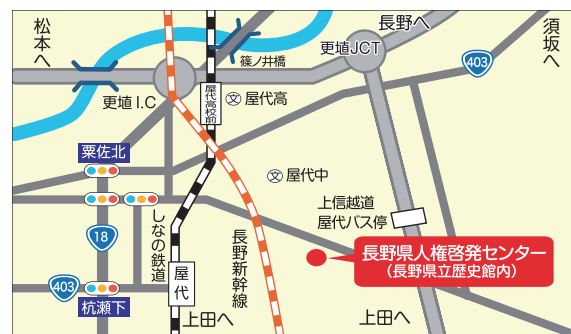 松本へ
長野へ
須坂へ
更埴JCT
篠ノ井橋
403
更埴I.C
屋代高校前
文 屋代高
粟佐北
文 屋代中
上信越道
屋代バス停
しなの鉄道
18
長野新幹線
長野県人権啓発センター
(長野県立歴史館内)
屋代
403
杭瀬下
上田へ
上田へ